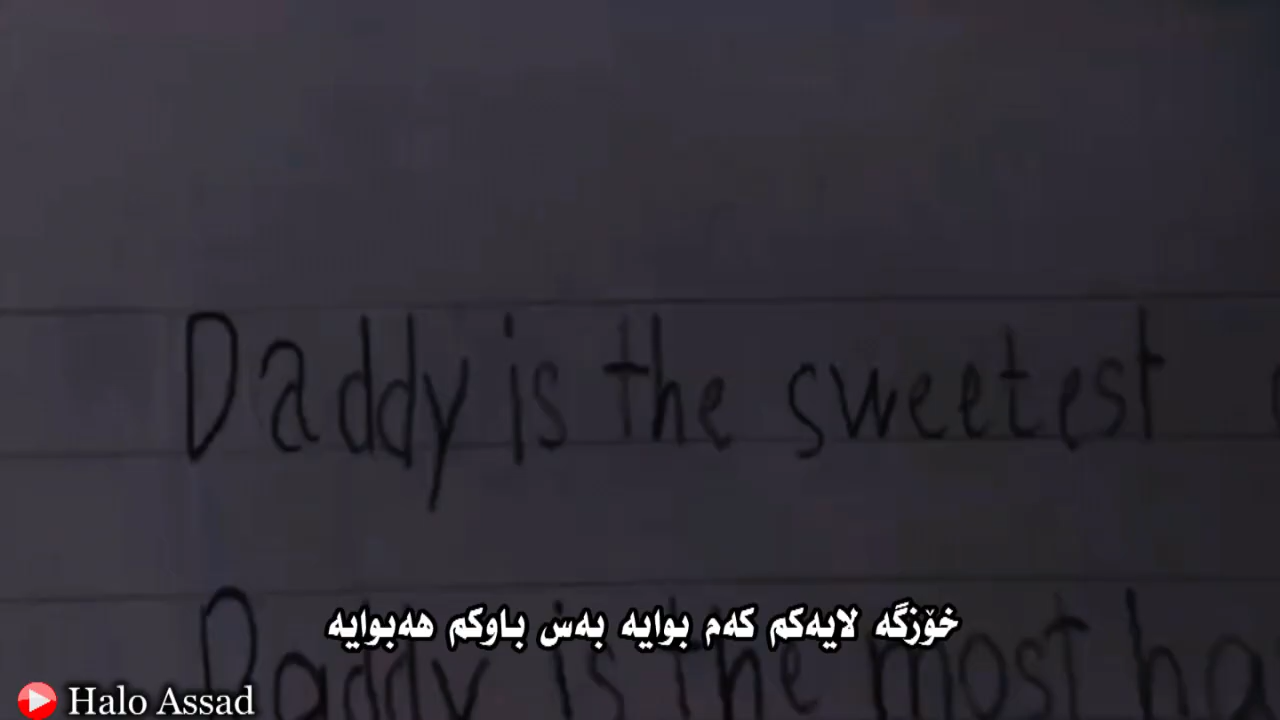 Daddy is the sweetest
Daddy is the most
خۆزگە لایەکم کەم بوایە بەس باوکم هەبوایە
Halo Assad